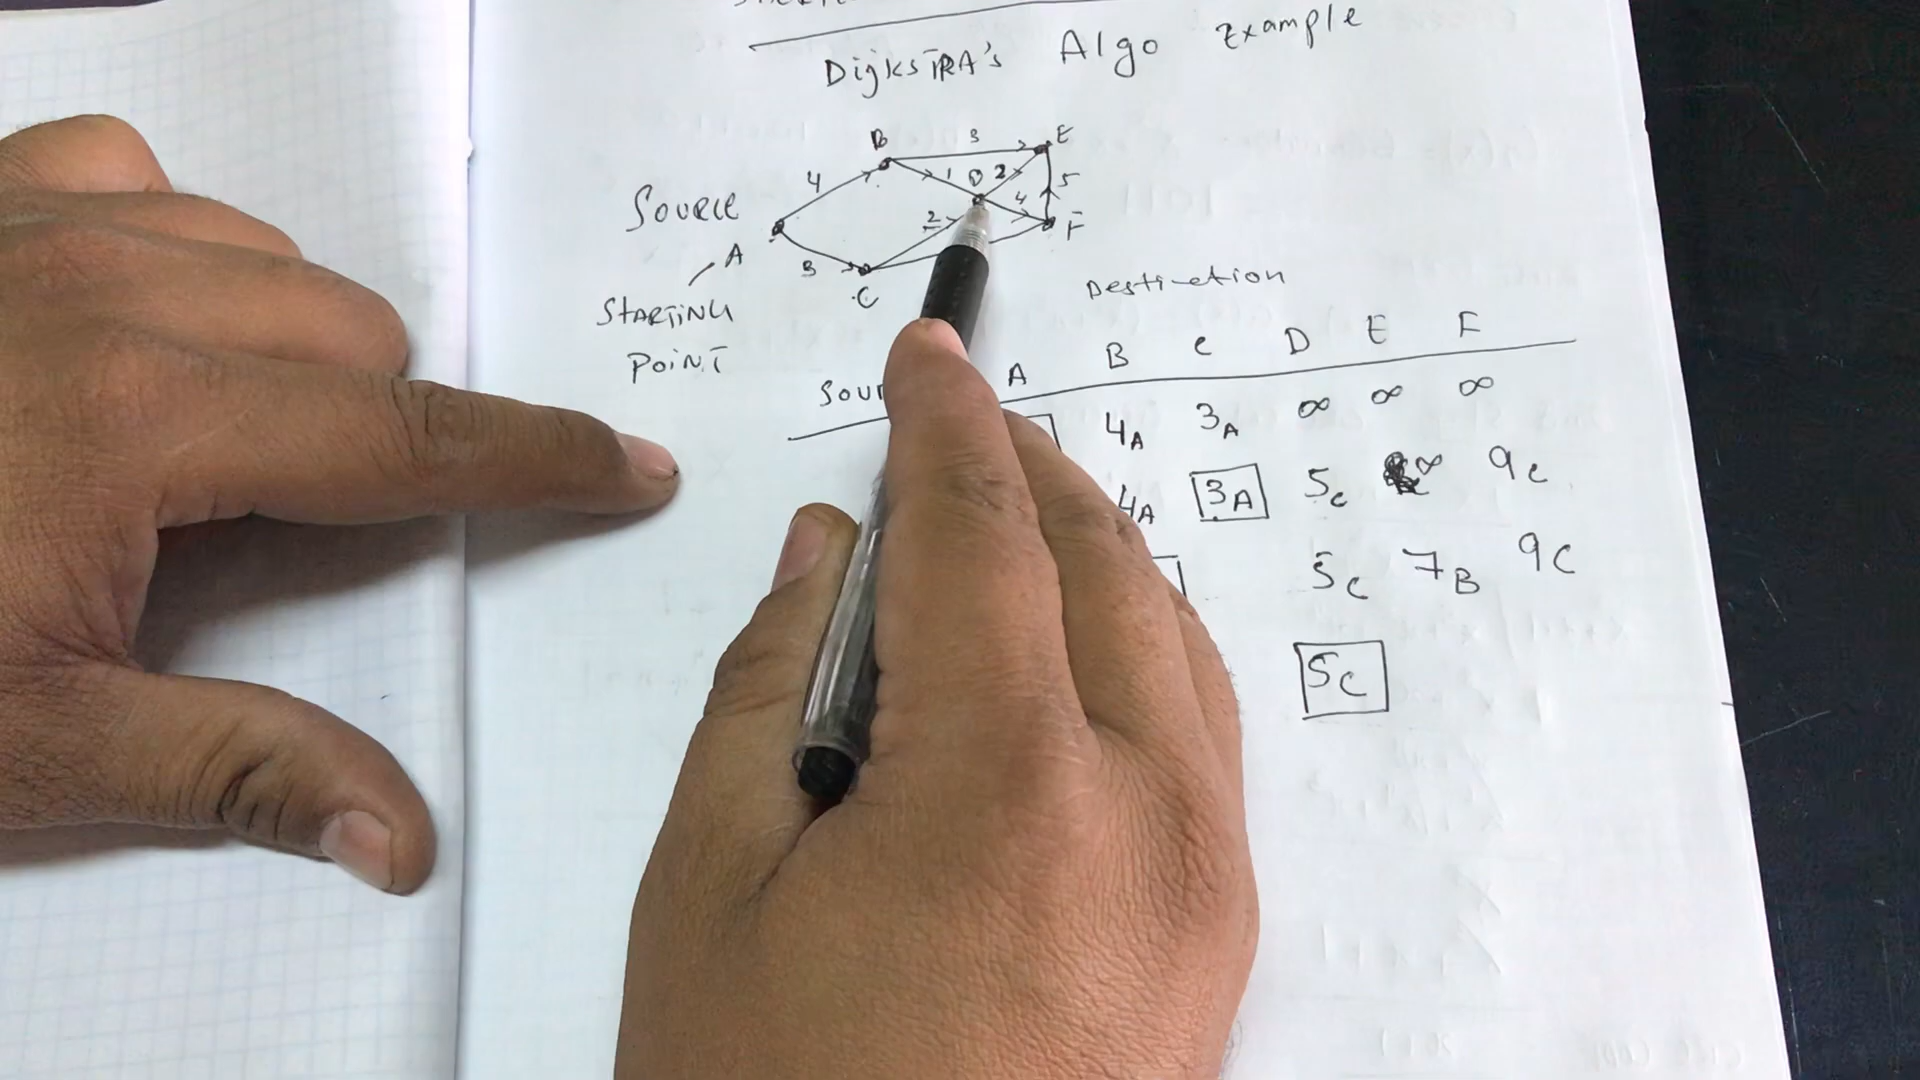 DijkSTRA's Algo Example
B 3 E
4 1 D 2 5
Source 2 4 F
A 3
C
STARTING
POINT
Destination
A B C D E F
4A 3A ∞ ∞ ∞
4A 3A 5C ∞ 9C
5C 7B 9C
5C